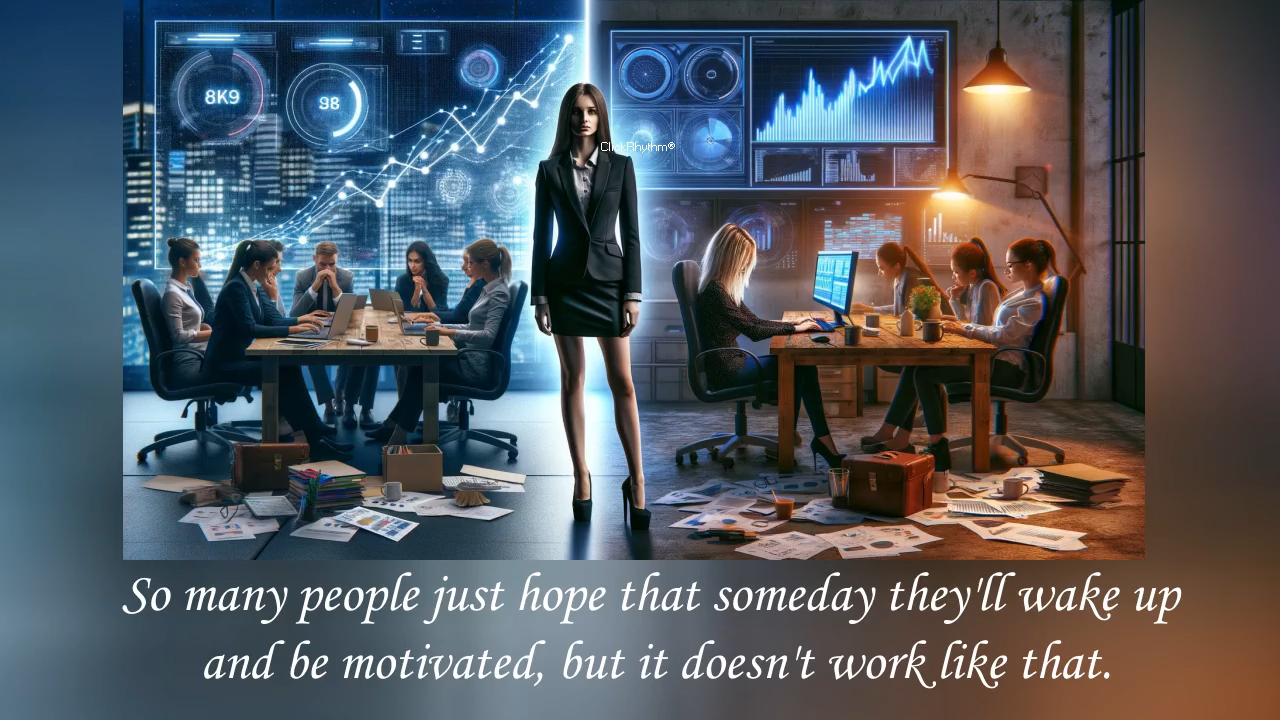 8K9
98
ClickRhythm®
So many people just hope that someday they'll wake up
and be motivated, but it doesn't work like that.